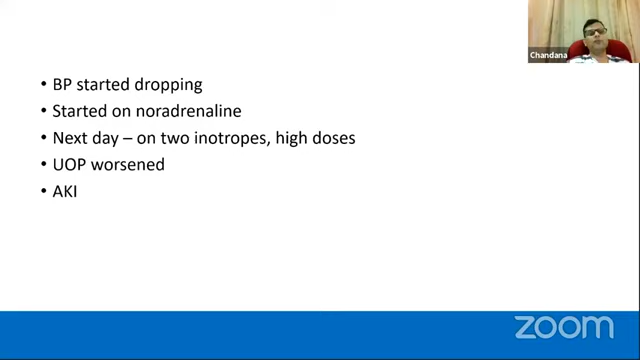 Chandana
• BP started dropping
• Started on noradrenaline
• Next day – on two inotropes, high doses
• UOP worsened
• AKI
zoom